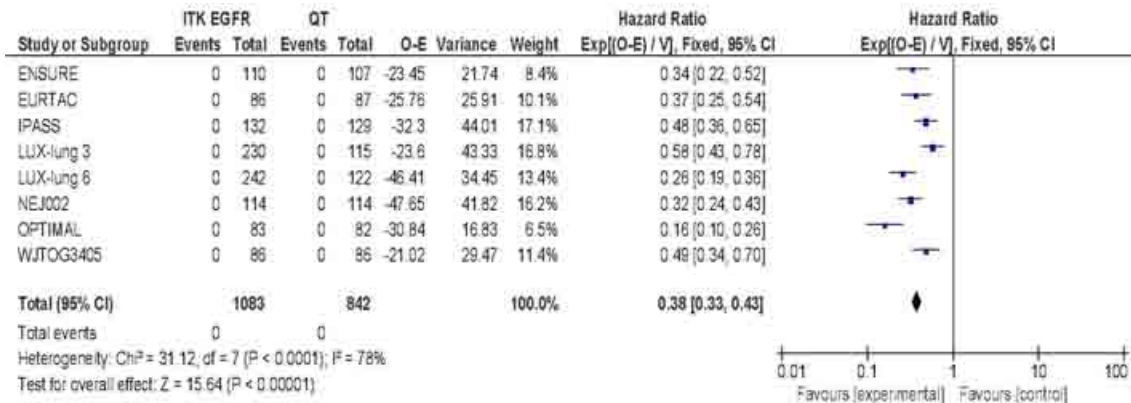 ITK EGFR QT Hazard Ratio Hazard Ratio
Study or Subgroup Events Total Events Total O-E Variance Weight Exp[(O-E) / V], Fixed, 95% CI Exp[(O-E) / V], Fixed, 95% CI
ENSURE 0 110 0 107 -23.45 21.74 8.4% 0.34 [0.22, 0.52]
EURTAC 0 86 0 87 -25.76 25.91 10.1% 0.37 [0.25, 0.54]
IPASS 0 132 0 129 -32.3 44.01 17.1% 0.48 [0.36, 0.65]
LUX-lung 3 0 230 0 115 -23.6 43.33 16.8% 0.58 [0.43, 0.78]
LUX-lung 6 0 242 0 122 -46.41 34.45 13.4% 0.26 [0.19, 0.36]
NEJ002 0 114 0 114 -47.65 41.82 16.2% 0.32 [0.24, 0.43]
OPTIMAL 0 83 0 82 -30.84 16.83 6.5% 0.16 [0.10, 0.26]
WJTOG3405 0 86 0 86 -21.02 29.47 11.4% 0.49 [0.34, 0.70]
Total (95% CI) 1083 842 100.0% 0.38 [0.33, 0.43]
Total events 0 0
Heterogeneity: Chi² = 31.12, df = 7 (P < 0.0001); I² = 78%
Test for overall effect: Z = 15.64 (P < 0.00001)
0.01 0.1 1 10 100
Favours [experimental] Favours [control]